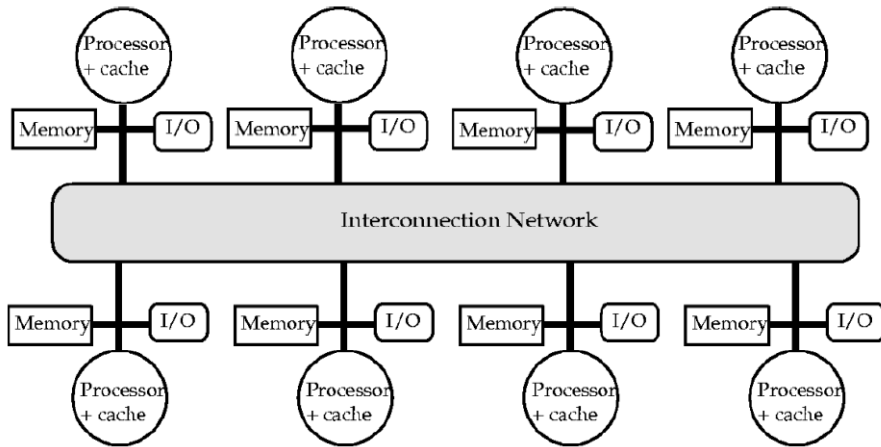 Processor
+ cache
Processor
+ cache
Processor
+ cache
Processor
+ cache
Memory
I/O
Memory
I/O
Memory
I/O
Memory
I/O
Interconnection Network
Memory
I/O
Memory
I/O
Memory
I/O
Memory
I/O
Processor
+ cache
Processor
+ cache
Processor
+ cache
Processor
+ cache